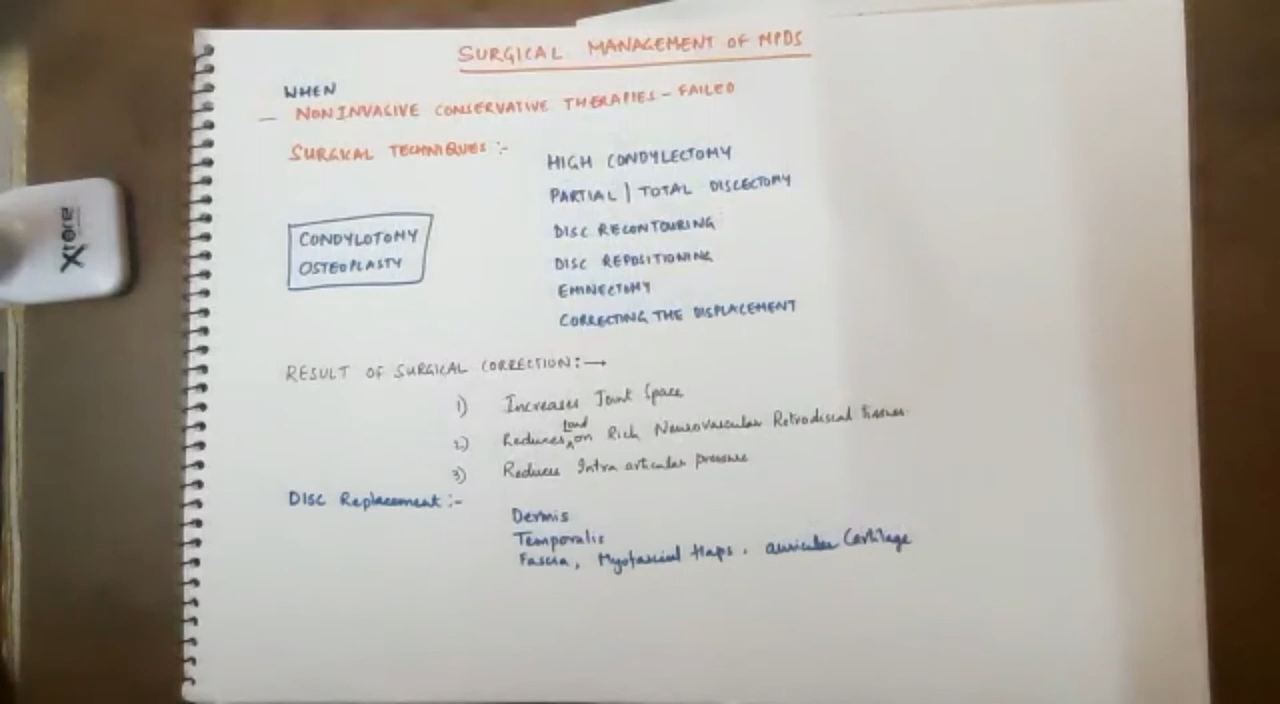 SURGICAL MANAGEMENT OF MPDS
WHEN
— NONINVASIVE CONSERVATIVE THERAPIES - FAILED
SURGICAL TECHNIQUES :-
HIGH CONDYLECTOMY
PARTIAL | TOTAL DISCECTOMY
DISC RECONTOURING
DISC REPOSITIONING
EMINECTOMY
CORRECTING THE DISPLACEMENT
CONDYLOTOMY
OSTEOPLASTY
RESULT OF SURGICAL CORRECTION :→
1) Increases Joint Space
2) Reduces Load on Rich Neurovascular Retrodiscal tissues.
3) Reduces Intra articular pressure
DISC Replacement :-
Dermis
Temporalis
Fascia, Myofascial flaps, auricular Cartilage
Xtore